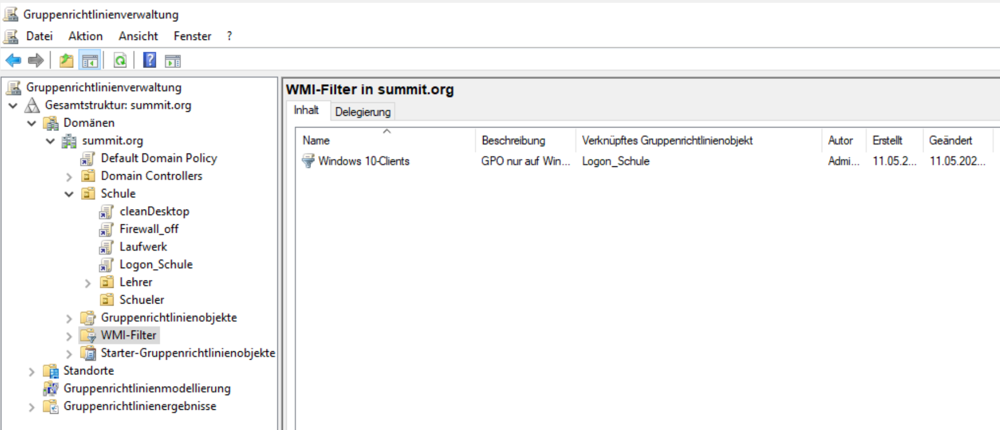 Gruppenrichtlinienverwaltung
Datei Aktion Ansicht Fenster ?
Gruppenrichtlinienverwaltung
Gesamtstruktur: summit.org
Domänen
summit.org
Default Domain Policy
Domain Controllers
Schule
cleanDesktop
Firewall_off
Laufwerk
Logon_Schule
Lehrer
Schueler
Gruppenrichtlinienobjekte
WMI-Filter
Starter-Gruppenrichtlinienobjekte
Standorte
Gruppenrichtlinienmodellierung
Gruppenrichtlinienergebnisse
WMI-Filter in summit.org
Inhalt Delegierung
Name Beschreibung Verknüpftes Gruppenrichtlinienobjekt Autor Erstellt Geändert
Windows 10-Clients GPO nur auf Win... Logon_Schule Admi... 11.05.2... 11.05.202...